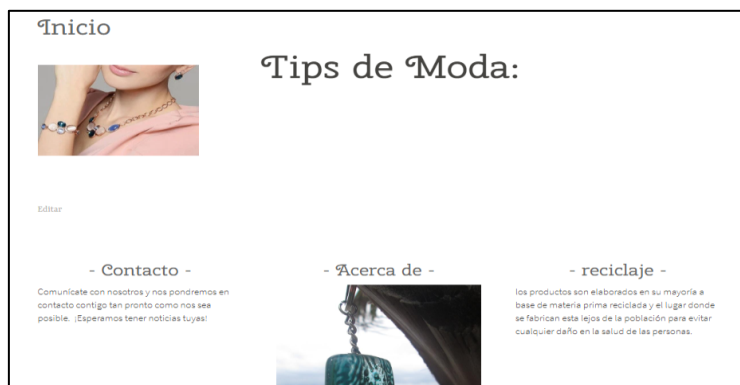 Inicio
Tips de Moda:
Editar
- Contacto -
Comunícate con nosotros y nos pondremos en
contacto contigo tan pronto como nos sea
posible. ¡Esperamos tener noticias tuyas!
- Acerca de -
- reciclaje -
los productos son elaborados en su mayoría a
base de materia prima reciclada y el lugar donde
se fabrican esta lejos de la población para evitar
cualquier daño en la salud de las personas.